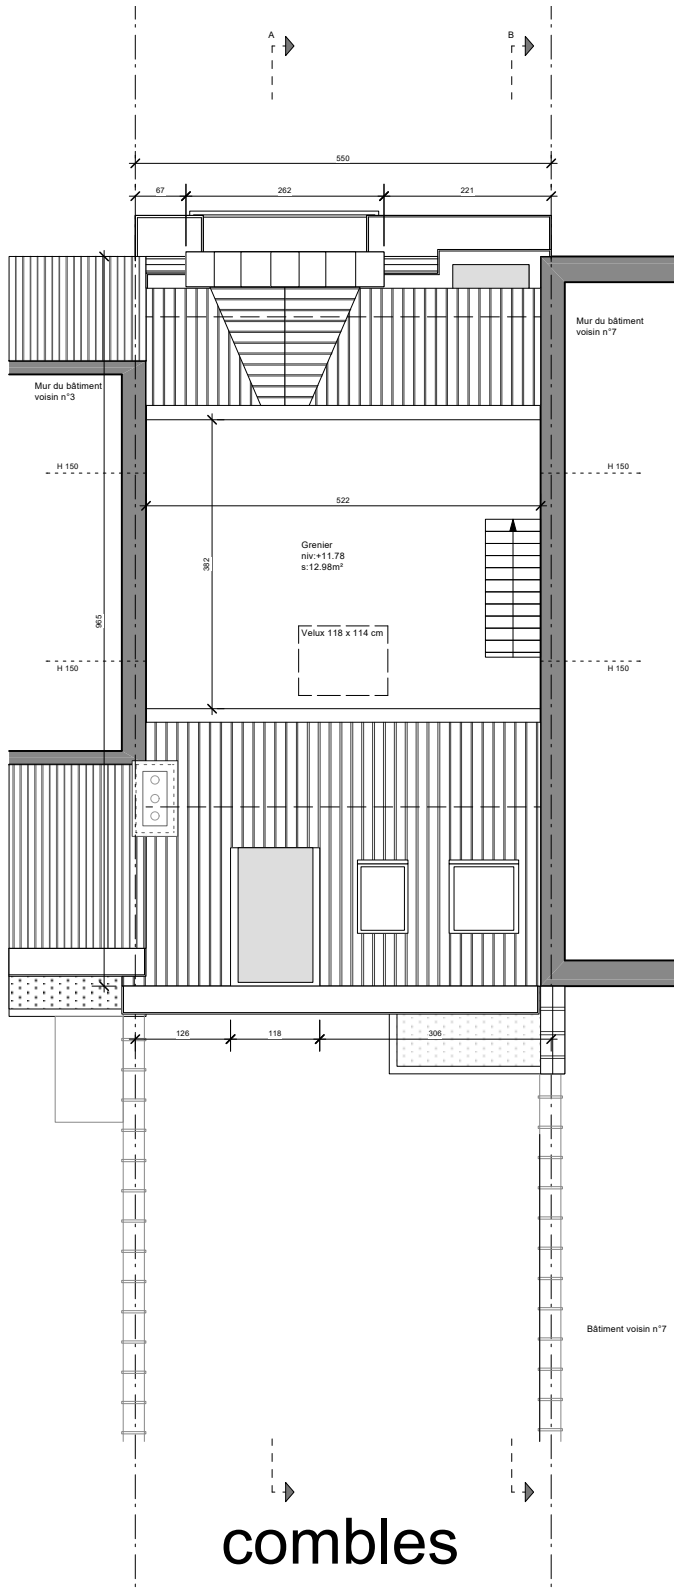 A
B
550
67
262
221
Mur du bâtiment
voisin n°7
Mur du bâtiment
voisin n°3
H 150
H 150
522
382
Grenier
niv:+11.78
s:12.98m²
965
Velux 118 x 114 cm
H 150
H 150
126
118
306
Bâtiment voisin n°7
combles